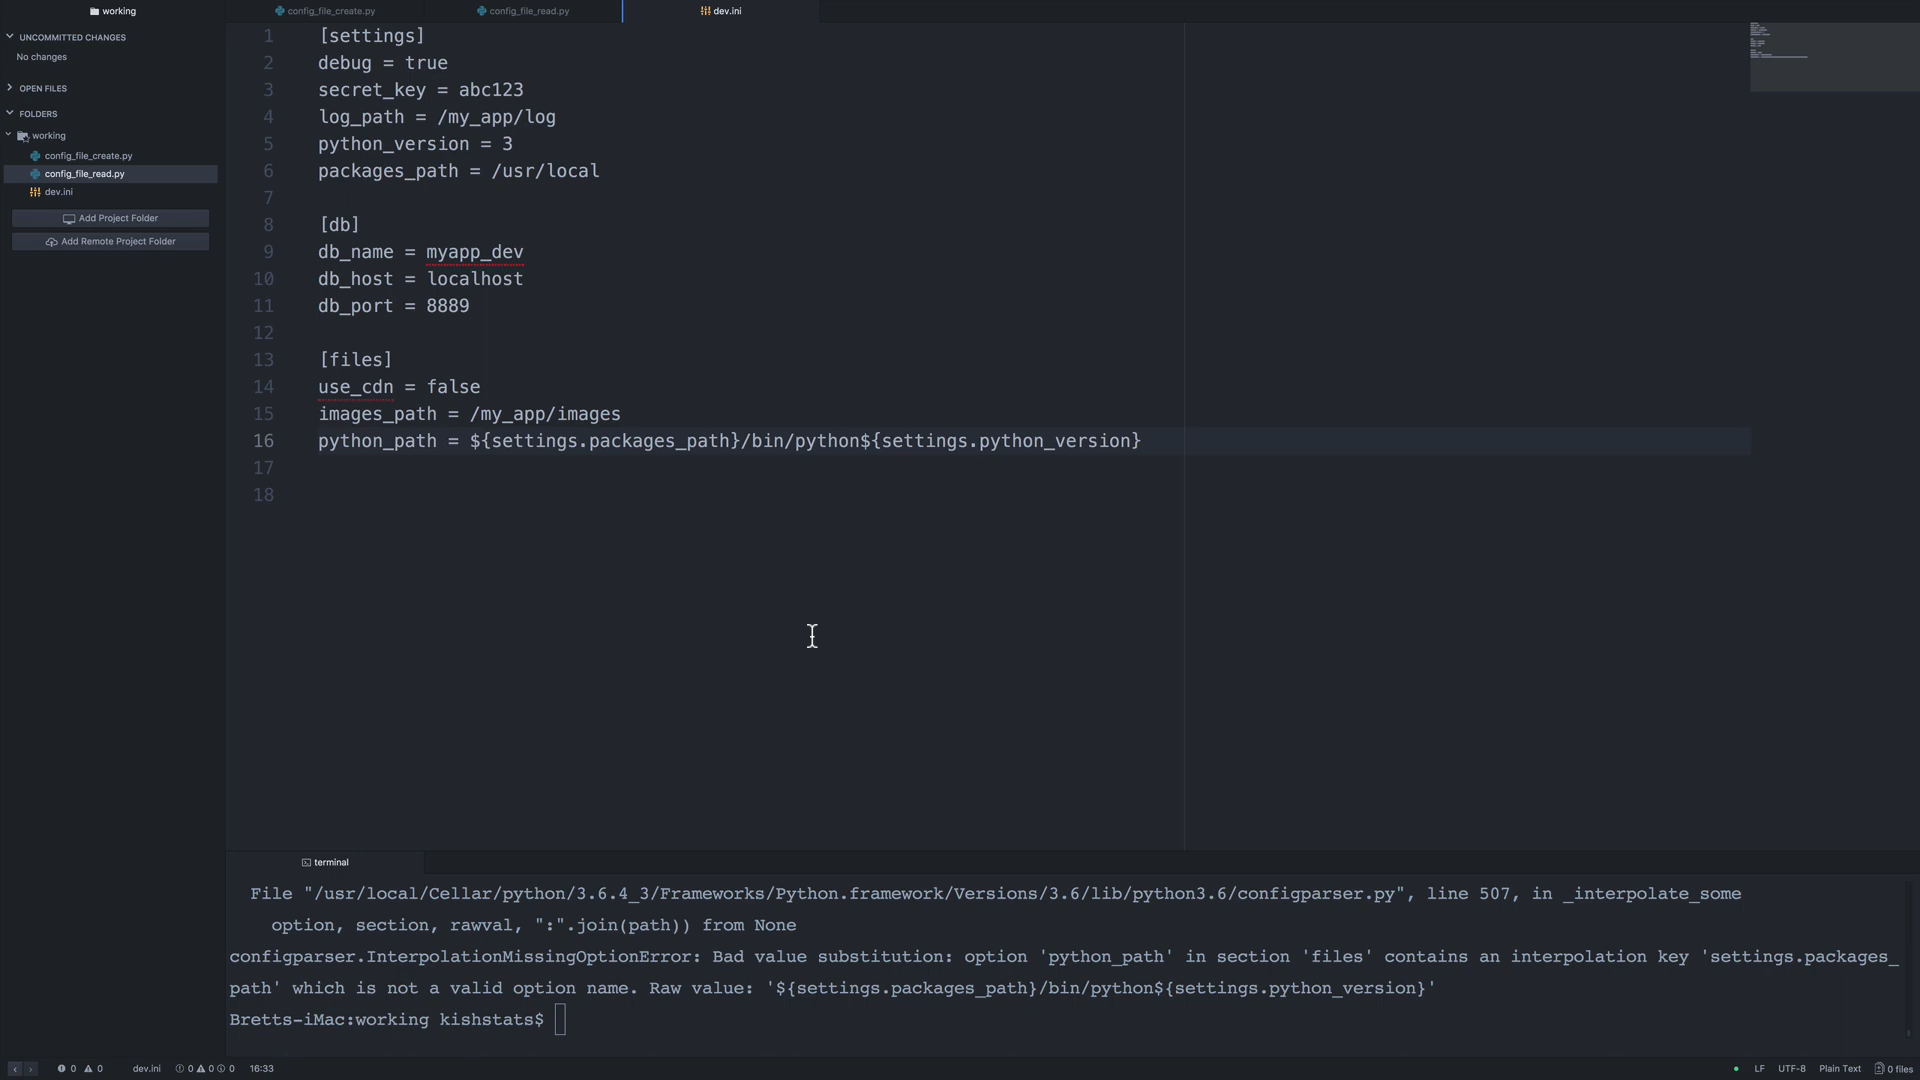 working
config_file_create.py
config_file_read.py
dev.ini
UNCOMMITTED CHANGES
No changes
OPEN FILES
FOLDERS
working
config_file_create.py
config_file_read.py
dev.ini
Add Project Folder
Add Remote Project Folder
1 [settings]
2 debug = true
3 secret_key = abc123
4 log_path = /my_app/log
5 python_version = 3
6 packages_path = /usr/local
7
8 [db]
9 db_name = myapp_dev
10 db_host = localhost
11 db_port = 8889
12
13 [files]
14 use_cdn = false
15 images_path = /my_app/images
16 python_path = ${settings.packages_path}/bin/python${settings.python_version}
17
18
terminal
File "/usr/local/Cellar/python/3.6.4_3/Frameworks/Python.framework/Versions/3.6/lib/python3.6/configparser.py", line 507, in _interpolate_some
option, section, rawval, ":".join(path)) from None
configparser.InterpolationMissingOptionError: Bad value substitution: option 'python_path' in section 'files' contains an interpolation key 'settings.packages_
path' which is not a valid option name. Raw value: '${settings.packages_path}/bin/python${settings.python_version}'
Bretts-iMac:working kishstats$
0 0 dev.ini 0 0 0 16:33 LF UTF-8 Plain Text 0 files